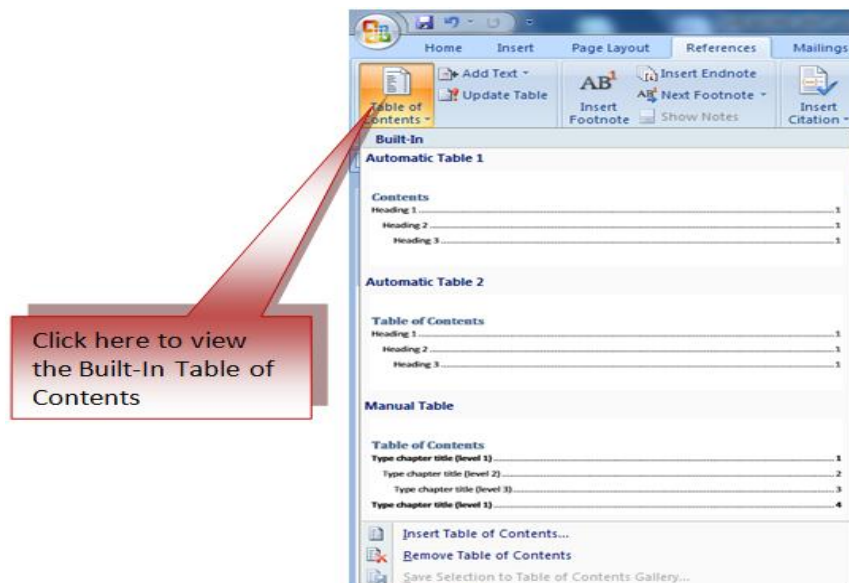 Home Insert Page Layout References Mailings
Table of Contents
Add Text
Update Table
AB¹
Insert Footnote
Insert Endnote
AB Next Footnote
Show Notes
Insert Citation
Built-In
Automatic Table 1
Contents
Heading 1 1
Heading 2 1
Heading 3 1
Automatic Table 2
Table of Contents
Heading 1 1
Heading 2 1
Heading 3 1
Manual Table
Table of Contents
Type chapter title (level 1) 1
Type chapter title (level 2) 2
Type chapter title (level 3) 3
Type chapter title (level 1) 4
Insert Table of Contents...
Remove Table of Contents
Save Selection to Table of Contents Gallery...
Click here to view
the Built-In Table of
Contents